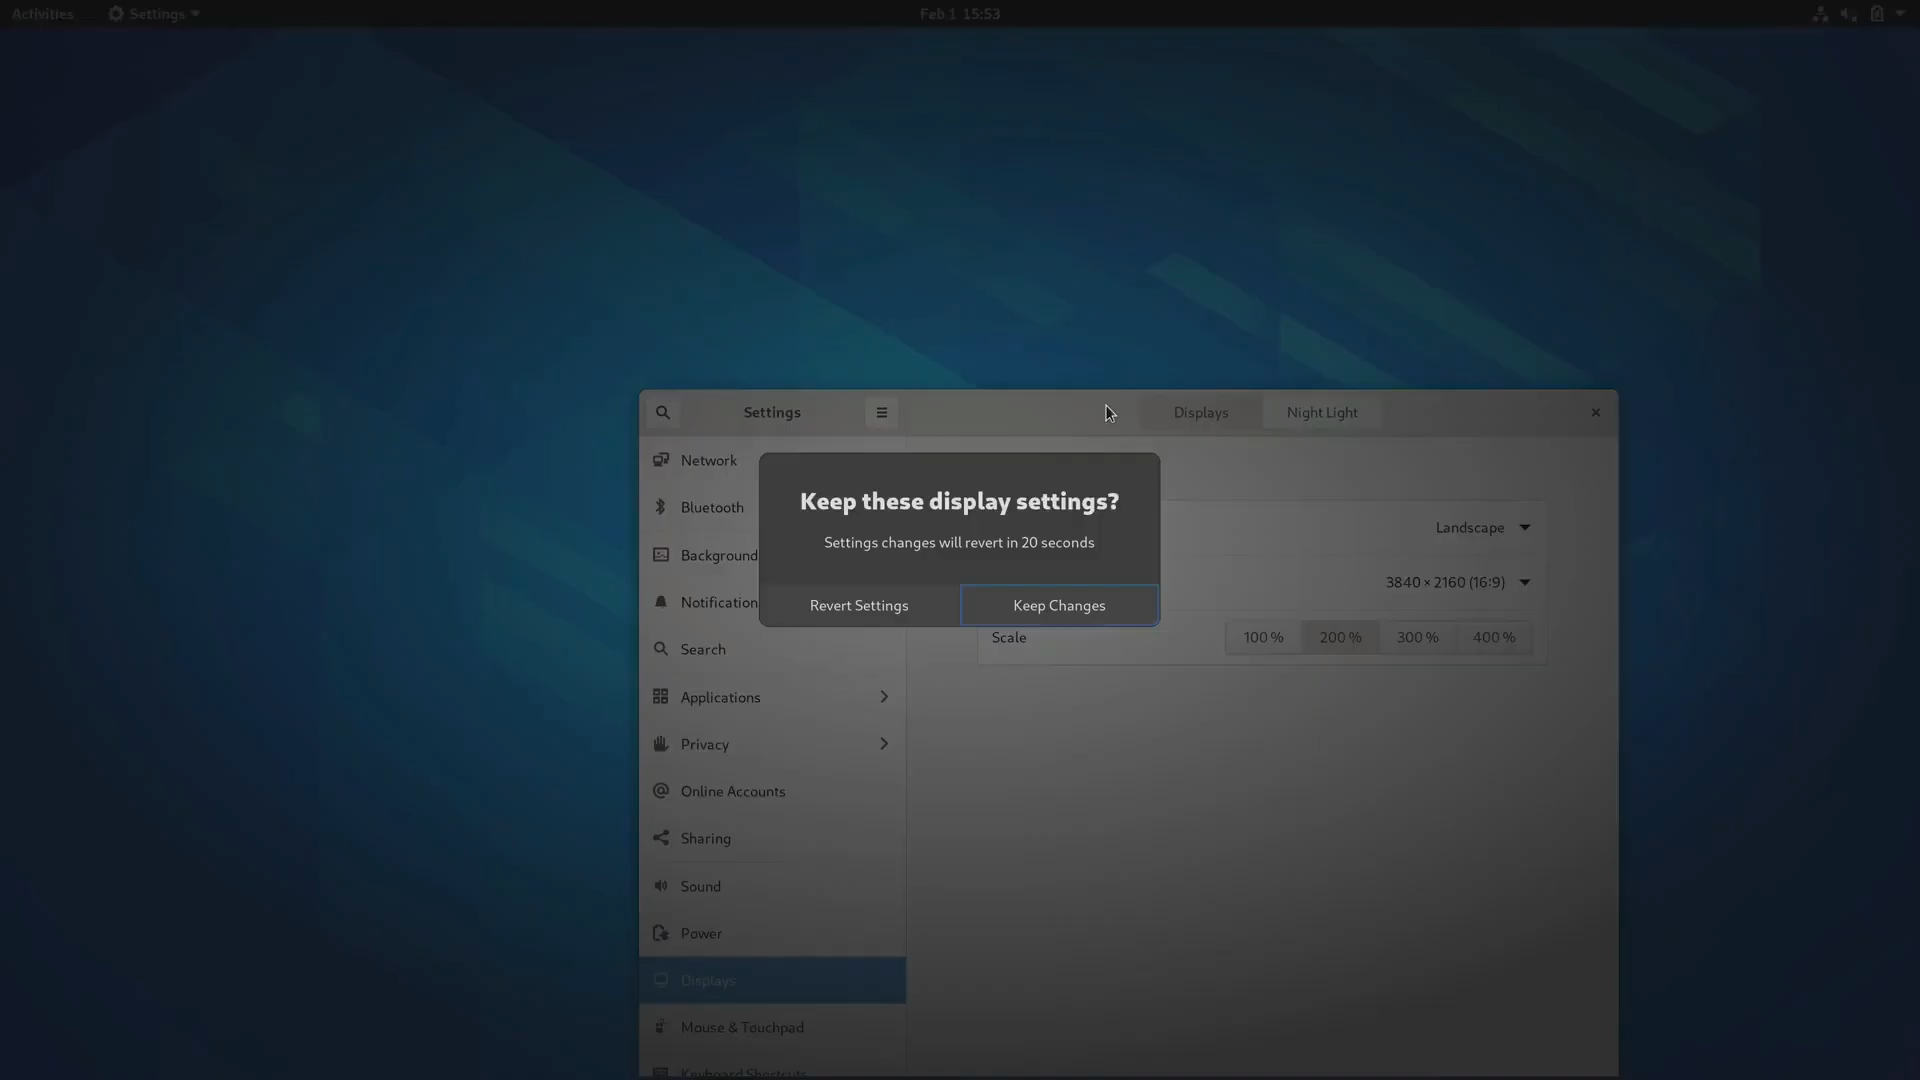 Activities Settings Feb 1 15:53
Settings Displays Night Light
Network
Bluetooth
Background
Notification
Search
Applications
Privacy
Online Accounts
Sharing
Sound
Power
Displays
Mouse & Touchpad
Keyboard Shortcuts
Keep these display settings?
Settings changes will revert in 20 seconds
Revert Settings Keep Changes
Landscape
3840 × 2160 (16:9)
Scale 100 % 200 % 300 % 400 %